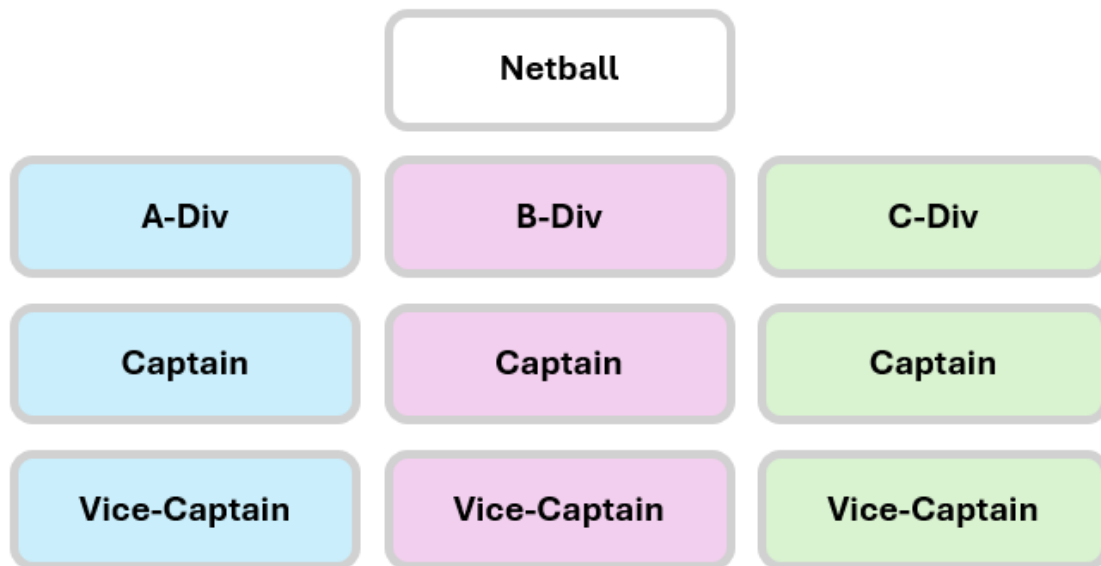 Netball
A-Div
B-Div
C-Div
Captain
Captain
Captain
Vice-Captain
Vice-Captain
Vice-Captain